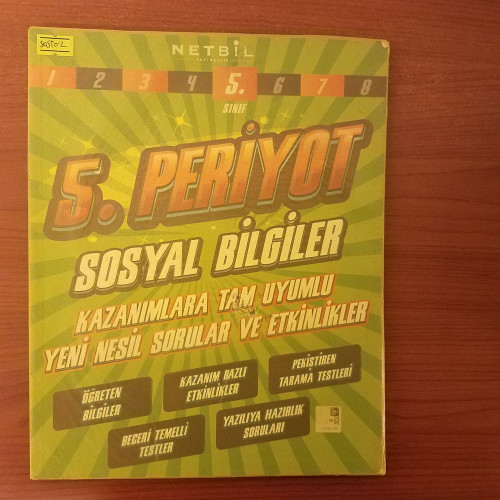 NETBİL
YAYINCILIK
1 2 3 4 5. 6 7 8
SINIF
5. PERİYOT
SOSYAL BİLGİLER
KAZANIMLARA TAM UYUMLU
YENİ NESİL SORULAR VE ETKİNLİKLER
ÖĞRETEN
BİLGİLER
KAZANIM BAZLI
ETKİNLİKLER
PEKİŞTİREN
TARAMA TESTLERİ
BECERİ TEMELLİ
TESTLER
YAZILIYA HAZIRLIK
SORULARI